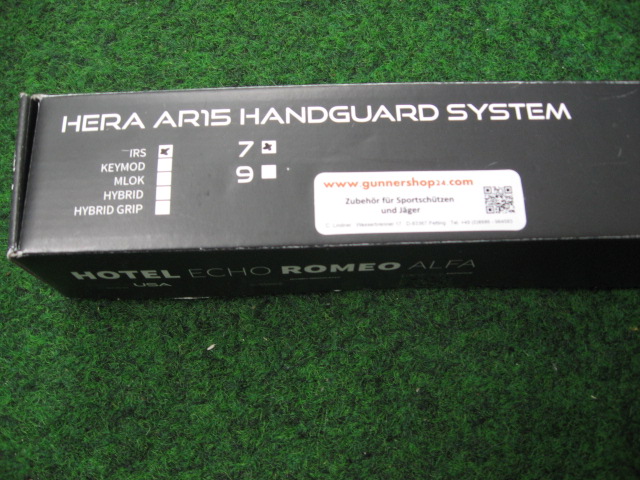 HERA AR15 HANDGUARD SYSTEM
IRS
KEYMOD
MLOK
HYBRID
HYBRID GRIP
7
9
www.gunnershop24.com
Zubehör für Sportschützen
und Jäger
HOTEL ECHO ROMEO ALFA
USA